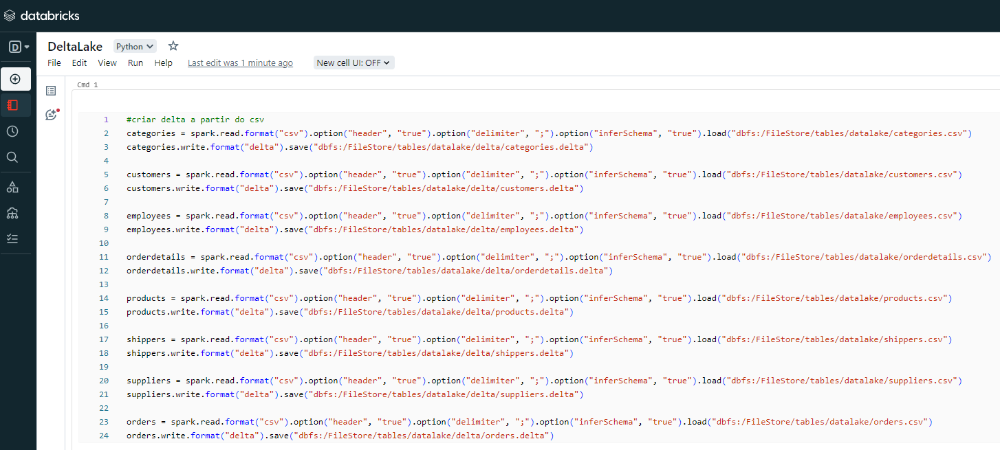 databricks
D
DeltaLake Python
File Edit View Run Help Last edit was 1 minute ago New cell UI: OFF
Cmd 1
1 #criar delta a partir do csv
2 categories = spark.read.format("csv").option("header", "true").option("delimiter", ";").option("inferSchema", "true").load("dbfs:/FileStore/tables/datalake/categories.csv")
3 categories.write.format("delta").save("dbfs:/FileStore/tables/datalake/delta/categories.delta")
4
5 customers = spark.read.format("csv").option("header", "true").option("delimiter", ";").option("inferSchema", "true").load("dbfs:/FileStore/tables/datalake/customers.csv")
6 customers.write.format("delta").save("dbfs:/FileStore/tables/datalake/delta/customers.delta")
7
8 employees = spark.read.format("csv").option("header", "true").option("delimiter", ";").option("inferSchema", "true").load("dbfs:/FileStore/tables/datalake/employees.csv")
9 employees.write.format("delta").save("dbfs:/FileStore/tables/datalake/delta/employees.delta")
10
11 orderdetails = spark.read.format("csv").option("header", "true").option("delimiter", ";").option("inferSchema", "true").load("dbfs:/FileStore/tables/datalake/orderdetails.csv")
12 orderdetails.write.format("delta").save("dbfs:/FileStore/tables/datalake/delta/orderdetails.delta")
13
14 products = spark.read.format("csv").option("header", "true").option("delimiter", ";").option("inferSchema", "true").load("dbfs:/FileStore/tables/datalake/products.csv")
15 products.write.format("delta").save("dbfs:/FileStore/tables/datalake/delta/products.delta")
16
17 shippers = spark.read.format("csv").option("header", "true").option("delimiter", ";").option("inferSchema", "true").load("dbfs:/FileStore/tables/datalake/shippers.csv")
18 shippers.write.format("delta").save("dbfs:/FileStore/tables/datalake/delta/shippers.delta")
19
20 suppliers = spark.read.format("csv").option("header", "true").option("delimiter", ";").option("inferSchema", "true").load("dbfs:/FileStore/tables/datalake/suppliers.csv")
21 suppliers.write.format("delta").save("dbfs:/FileStore/tables/datalake/delta/suppliers.delta")
22
23 orders = spark.read.format("csv").option("header", "true").option("delimiter", ";").option("inferSchema", "true").load("dbfs:/FileStore/tables/datalake/orders.csv")
24 orders.write.format("delta").save("dbfs:/FileStore/tables/datalake/delta/orders.delta")